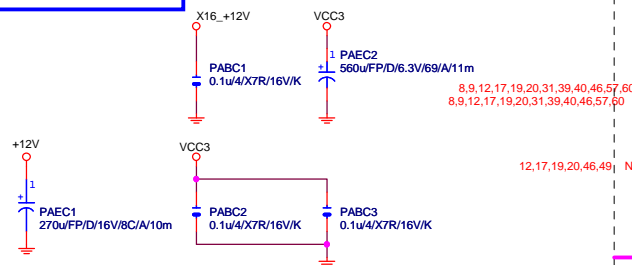 X16_+12V
VCC3
PABC1
0.1u/4/X7R/16V/K
1
PAEC2
+
560u/FP/D/6.3V/69/A/11m
8,9,12,17,19,20,31,39,40,46,57,60
8,9,12,17,19,20,31,39,40,46,57,60
+12V
VCC3
12,17,19,20,46,49
N
1
+
PAEC1
270u/FP/D/16V/8C/A/10m
PABC2
0.1u/4/X7R/16V/K
PABC3
0.1u/4/X7R/16V/K